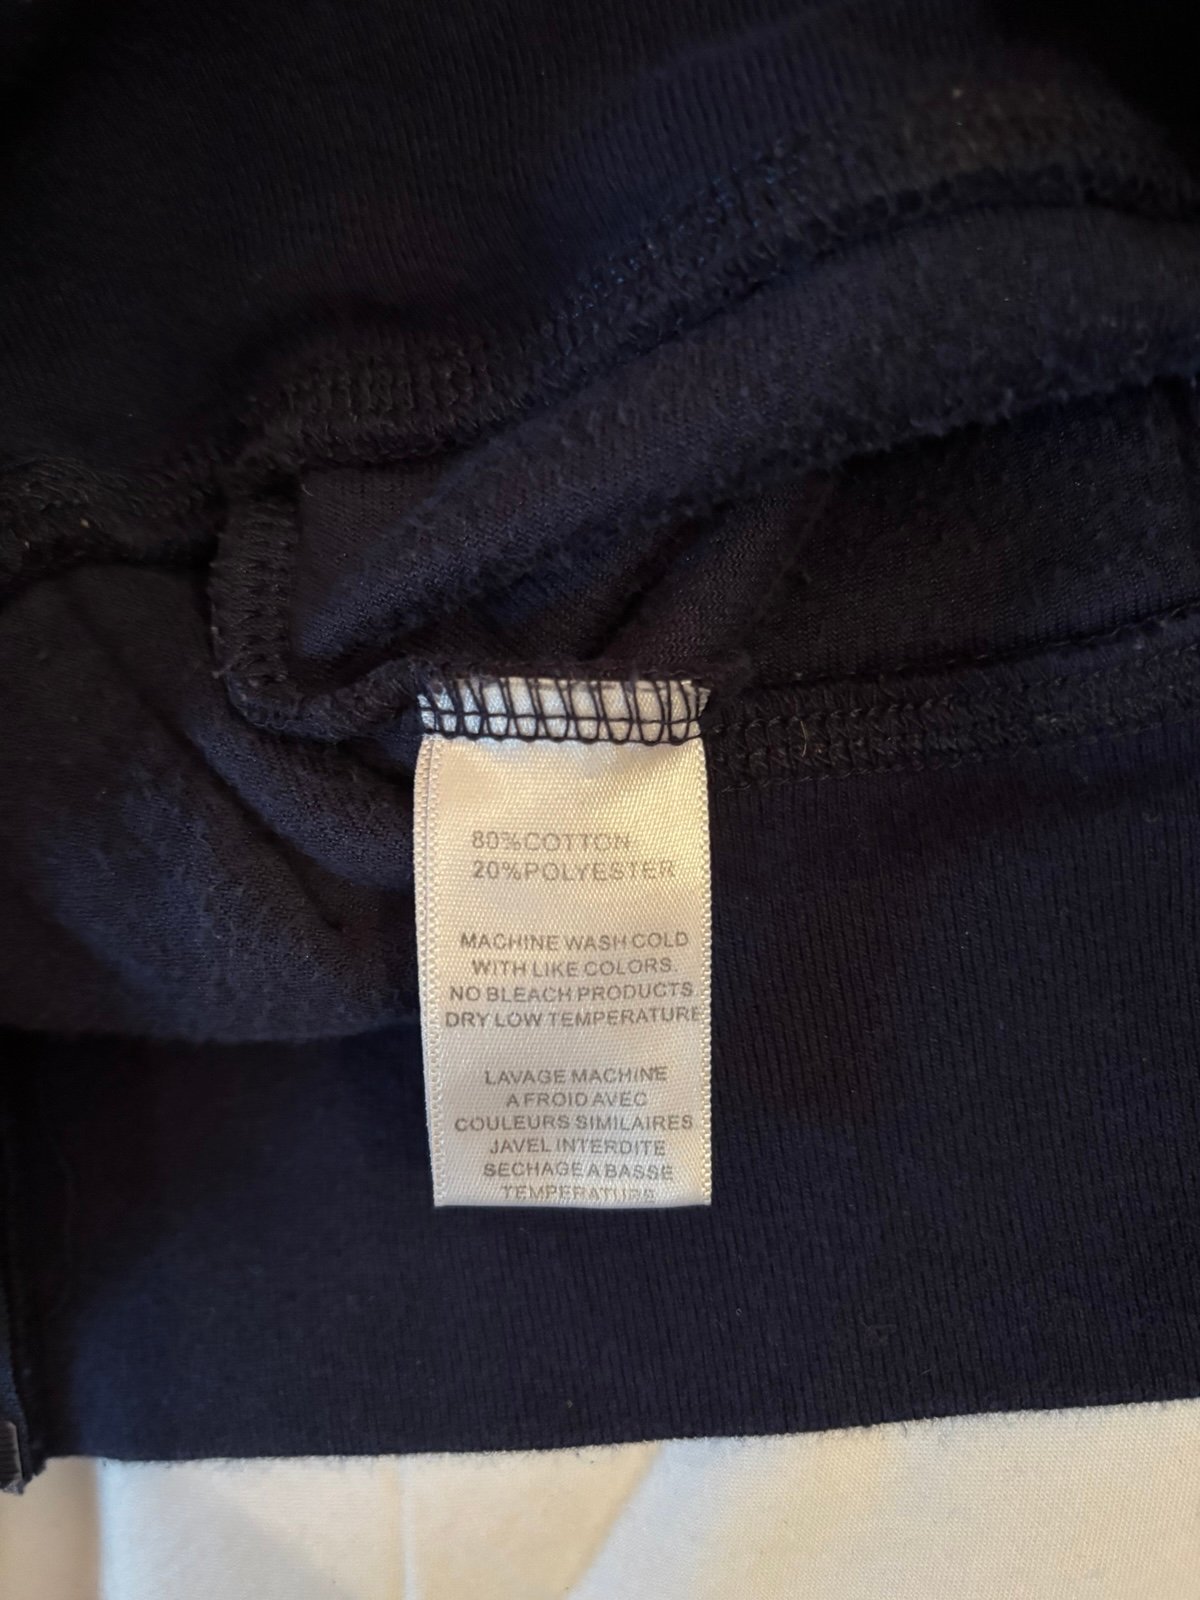 80%COTTON
20%POLYESTER
MACHINE WASH COLD
WITH LIKE COLORS.
NO BLEACH PRODUCTS
DRY LOW TEMPERATURE
LAVAGE MACHINE
A FROID AVEC
COULEURS SIMILAIRES
JAVEL INTERDITE
SECHAGE A BASSE
TEMPERATURE